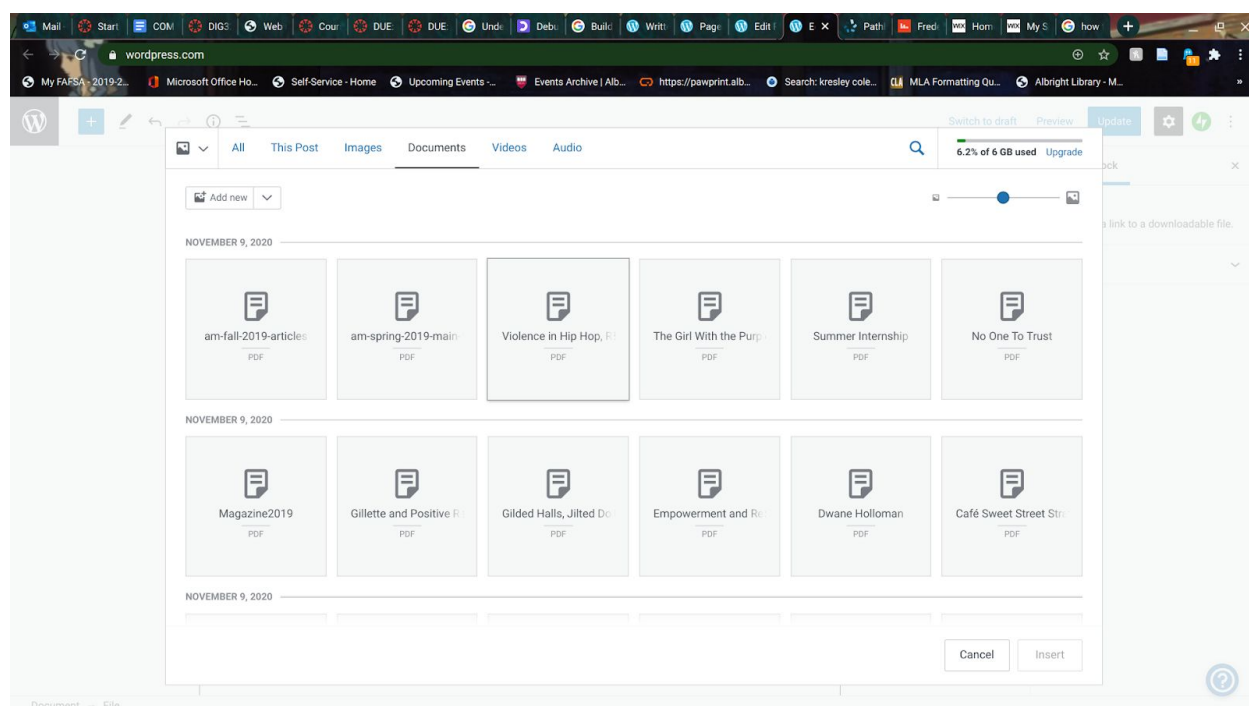 Mail Start COM DIG3 Web Cour DUE: DUE: Unde Debu Build Writt Page Edit E X Path Fred Hom My S how +
wordpress.com
My FAFSA - 2019-2... Microsoft Office Ho... Self-Service - Home Upcoming Events -... Events Archive | Alb... https://pawprint.alb... Search: kresley cole... MLA Formatting Qu... Albright Library - M... »
Switch to draft Preview Update
All This Post Images Documents Videos Audio 6.2% of 6 GB used Upgrade
ock
Add new
a link to a downloadable file.
NOVEMBER 9, 2020
am-fall-2019-articles am-spring-2019-main- Violence in Hip Hop, The Girl With the Purp Summer Internship No One To Trust
PDF PDF PDF PDF PDF PDF
NOVEMBER 9, 2020
Magazine2019 Gillette and Positive R Gilded Halls, Jilted Do Empowerment and Re Dwane Holloman Café Sweet Street Str
PDF PDF PDF PDF PDF PDF
NOVEMBER 9, 2020
Cancel Insert
Document → File